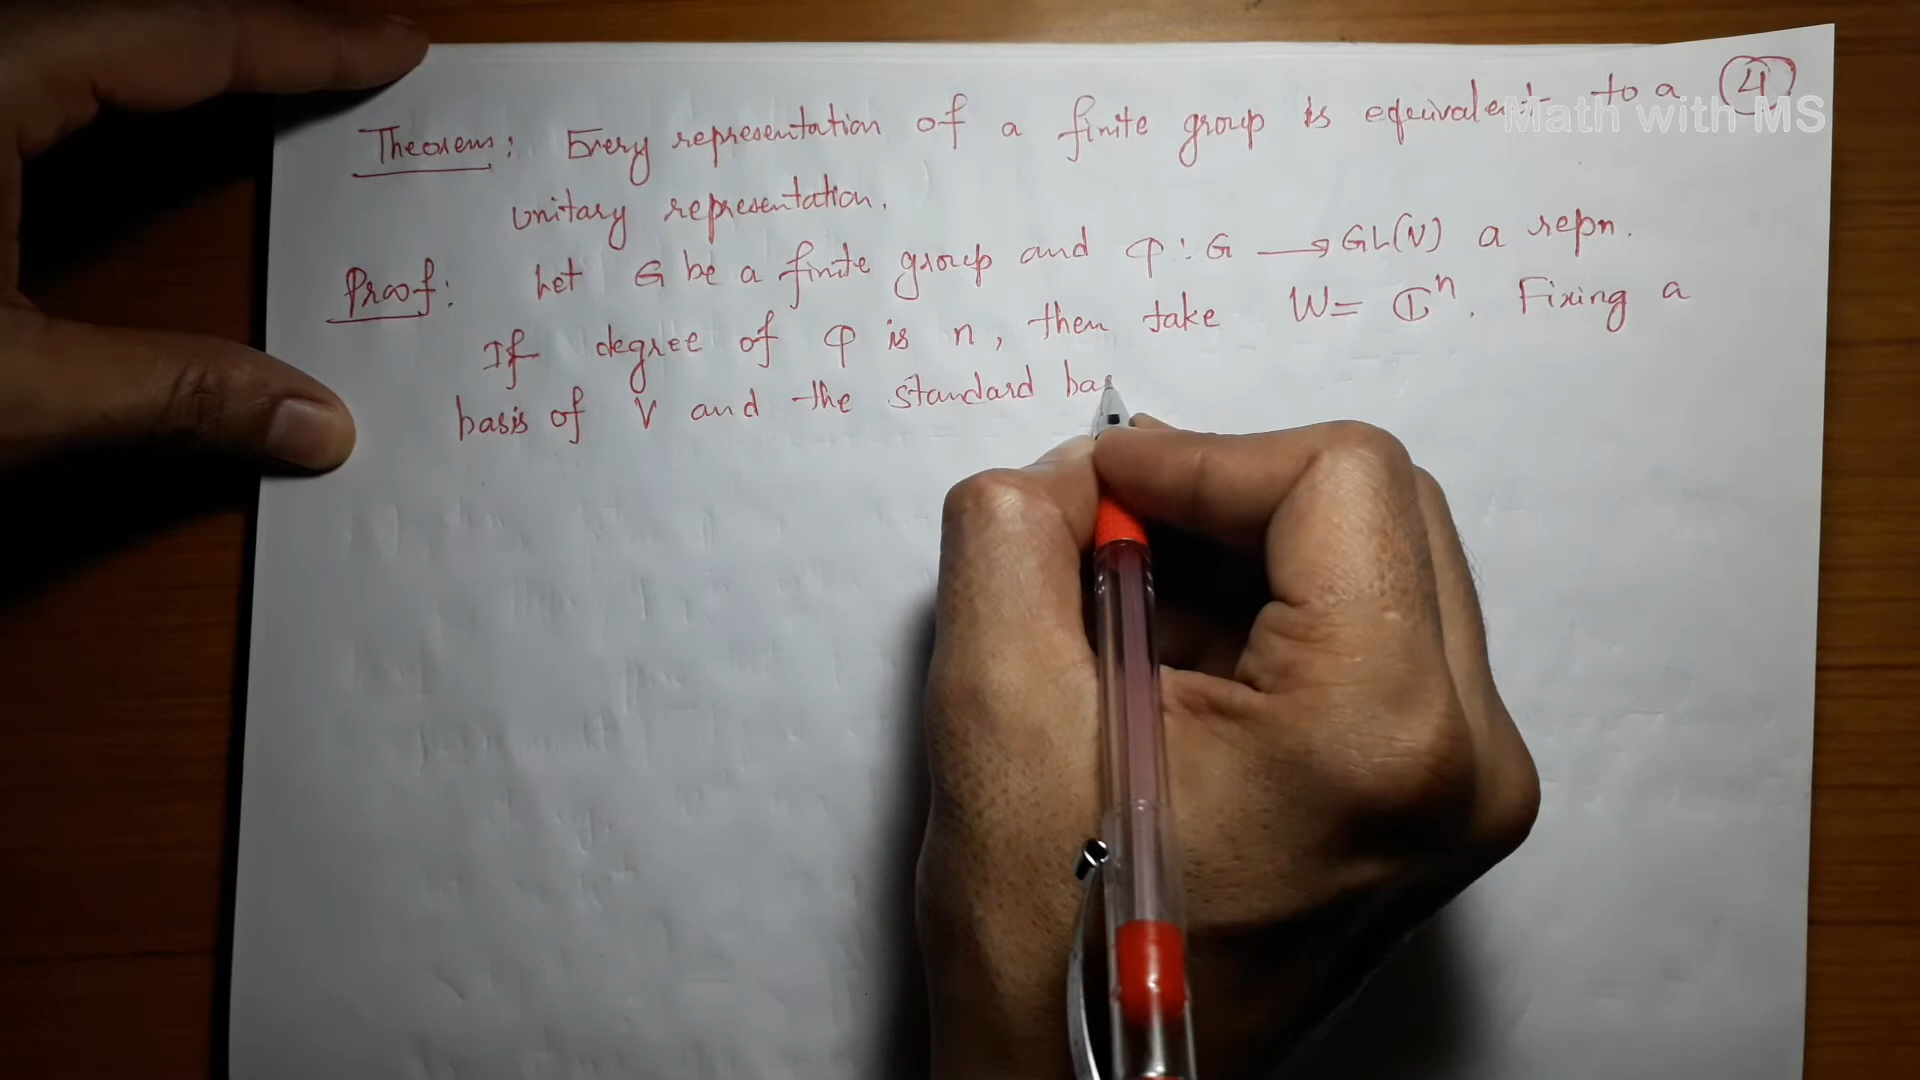 Theorem: Every representation of a finite group is equivalent to a ④
Math with MS
unitary representation.
Proof: Let G be a finite group and φ: G ⟶ GL(V) a repn.
If degree of φ is n, then take W = ℂⁿ. Fixing a
basis of V and the standard bas